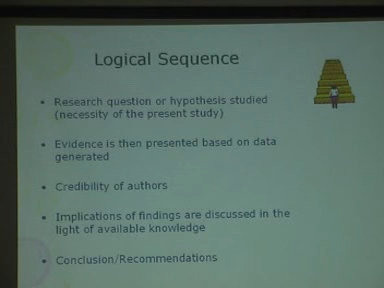 Logical Sequence
• Research question or hypothesis studied
(necessity of the present study)
• Evidence is then presented based on data
generated
• Credibility of authors
• Implications of findings are discussed in the
light of available knowledge
• Conclusion/Recommendations